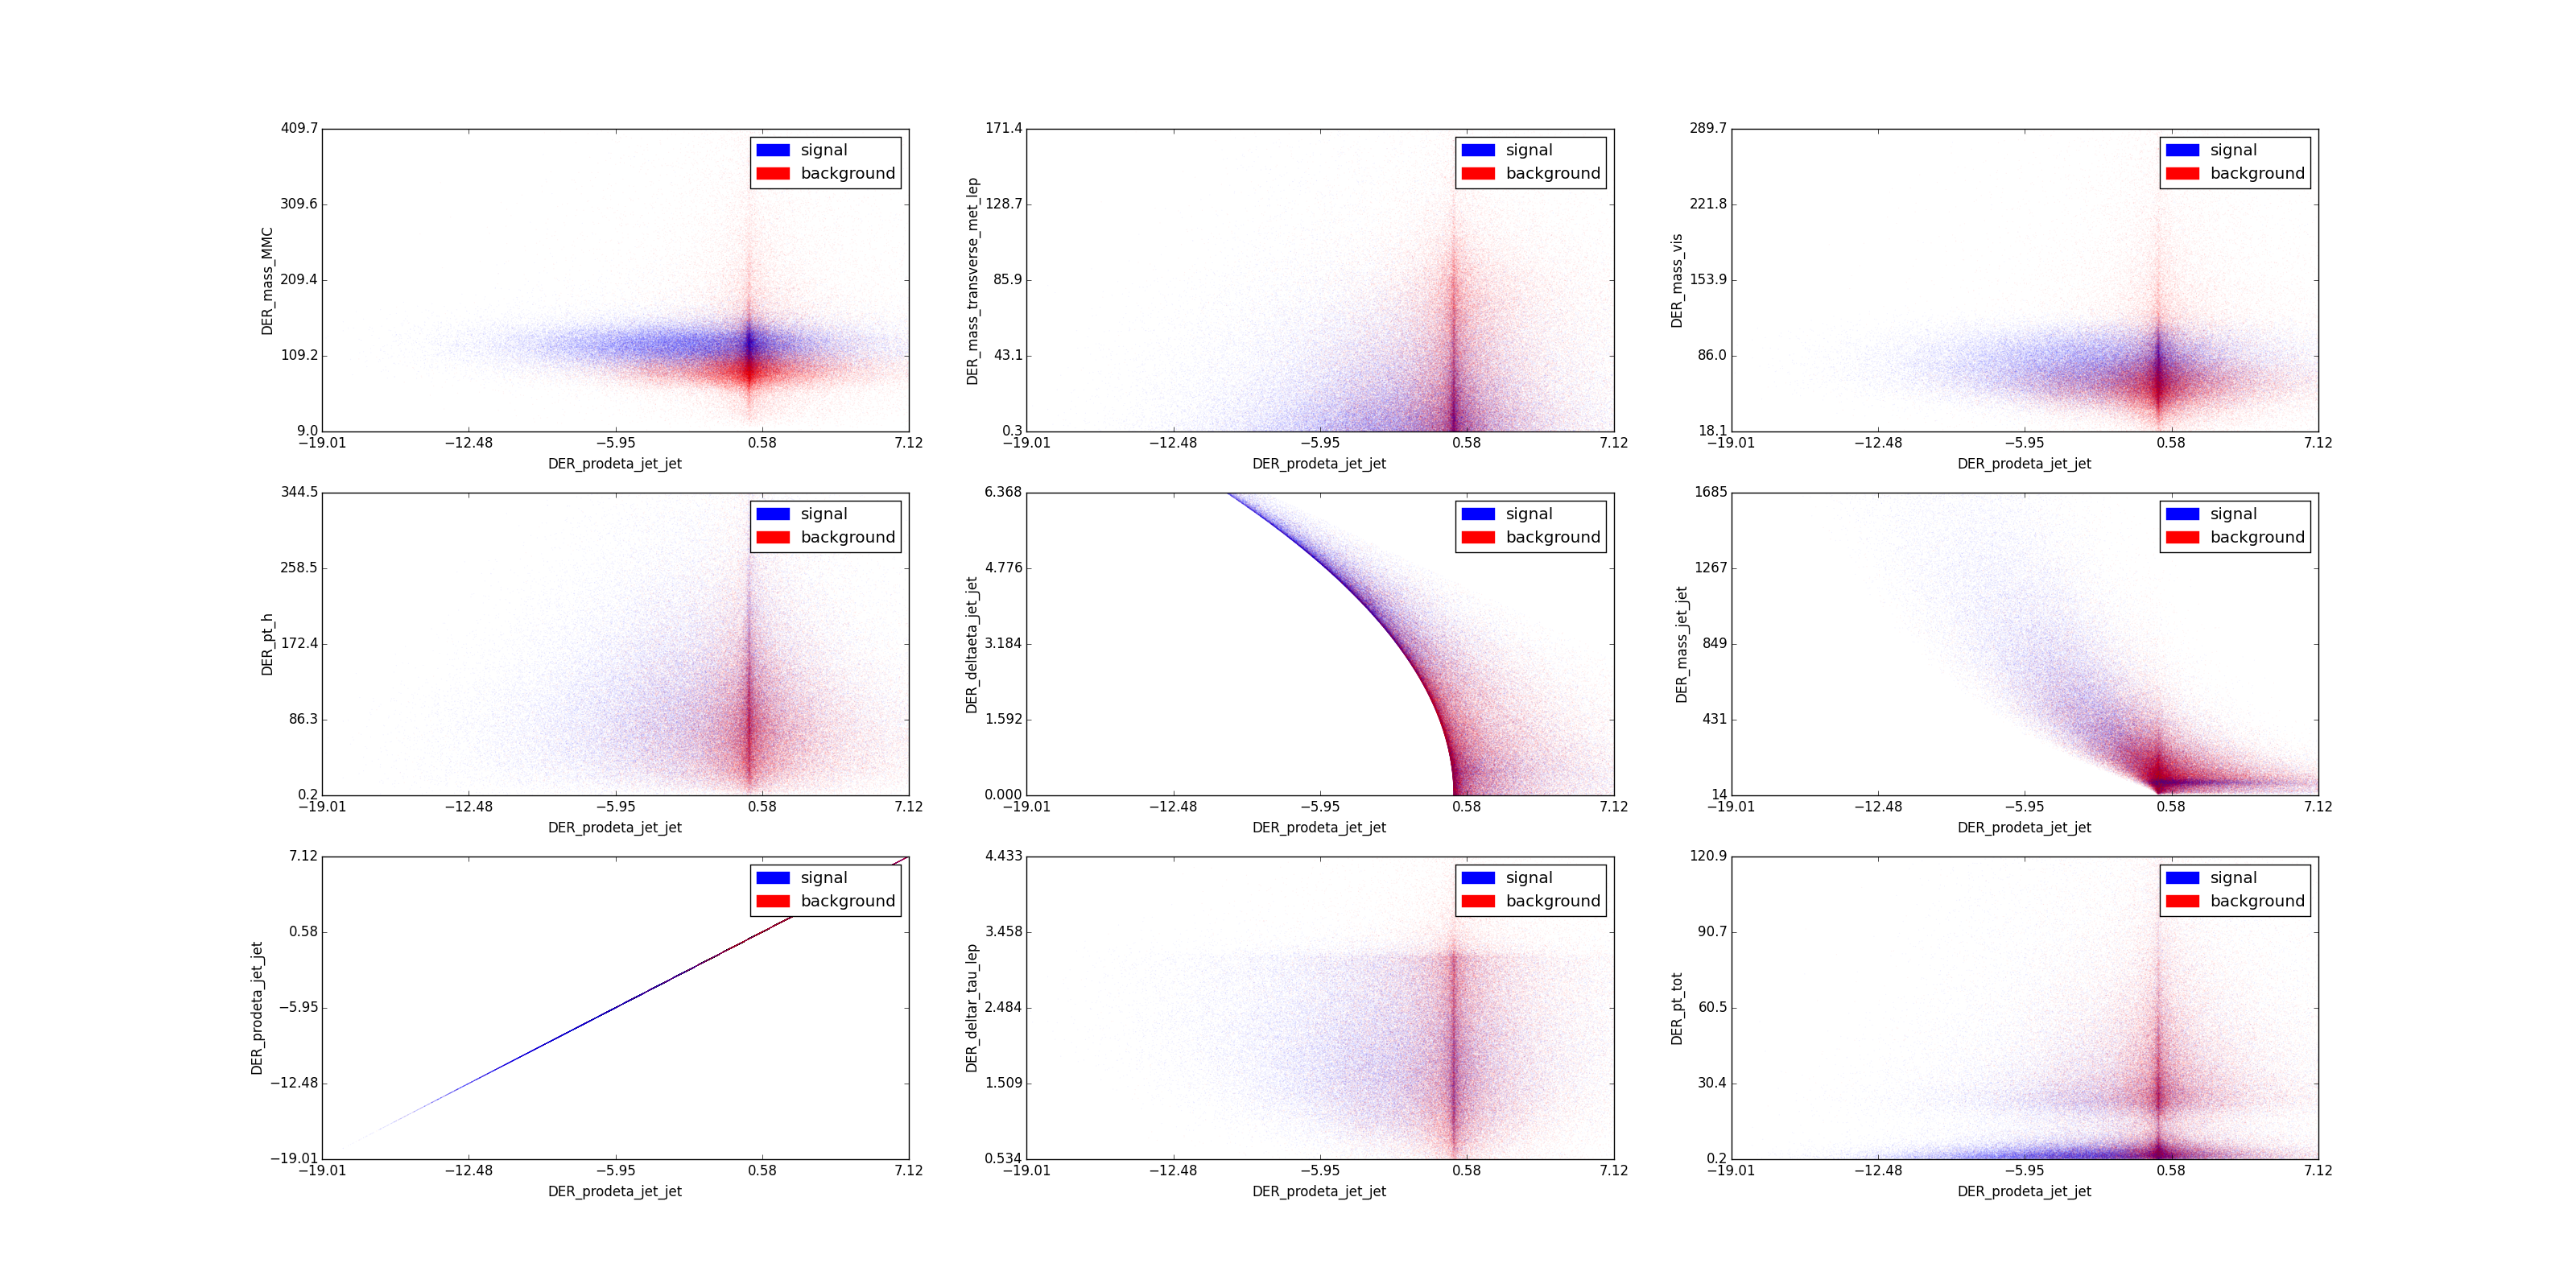 409.7
309.6
209.4
109.2
9.0
DER_mass_MMC
signal
background
−19.01 −12.48 −5.95 0.58 7.12
DER_prodeta_jet_jet
171.4
128.7
85.9
43.1
0.3
DER_mass_transverse_met_lep
signal
background
−19.01 −12.48 −5.95 0.58 7.12
DER_prodeta_jet_jet
289.7
221.8
153.9
86.0
18.1
DER_mass_vis
signal
background
−19.01 −12.48 −5.95 0.58 7.12
DER_prodeta_jet_jet
344.5
258.5
172.4
86.3
0.2
DER_pt_h
signal
background
−19.01 −12.48 −5.95 0.58 7.12
DER_prodeta_jet_jet
6.368
4.776
3.184
1.592
0.000
DER_deltaeta_jet_jet
signal
background
−19.01 −12.48 −5.95 0.58 7.12
DER_prodeta_jet_jet
1685
1267
849
431
14
DER_mass_jet_jet
signal
background
−19.01 −12.48 −5.95 0.58 7.12
DER_prodeta_jet_jet
7.12
0.58
−5.95
−12.48
−19.01
DER_prodeta_jet_jet
signal
background
−19.01 −12.48 −5.95 0.58 7.12
DER_prodeta_jet_jet
4.433
3.458
2.484
1.509
0.534
DER_deltar_tau_lep
signal
background
−19.01 −12.48 −5.95 0.58 7.12
DER_prodeta_jet_jet
120.9
90.7
60.5
30.4
0.2
DER_pt_tot
signal
background
−19.01 −12.48 −5.95 0.58 7.12
DER_prodeta_jet_jet